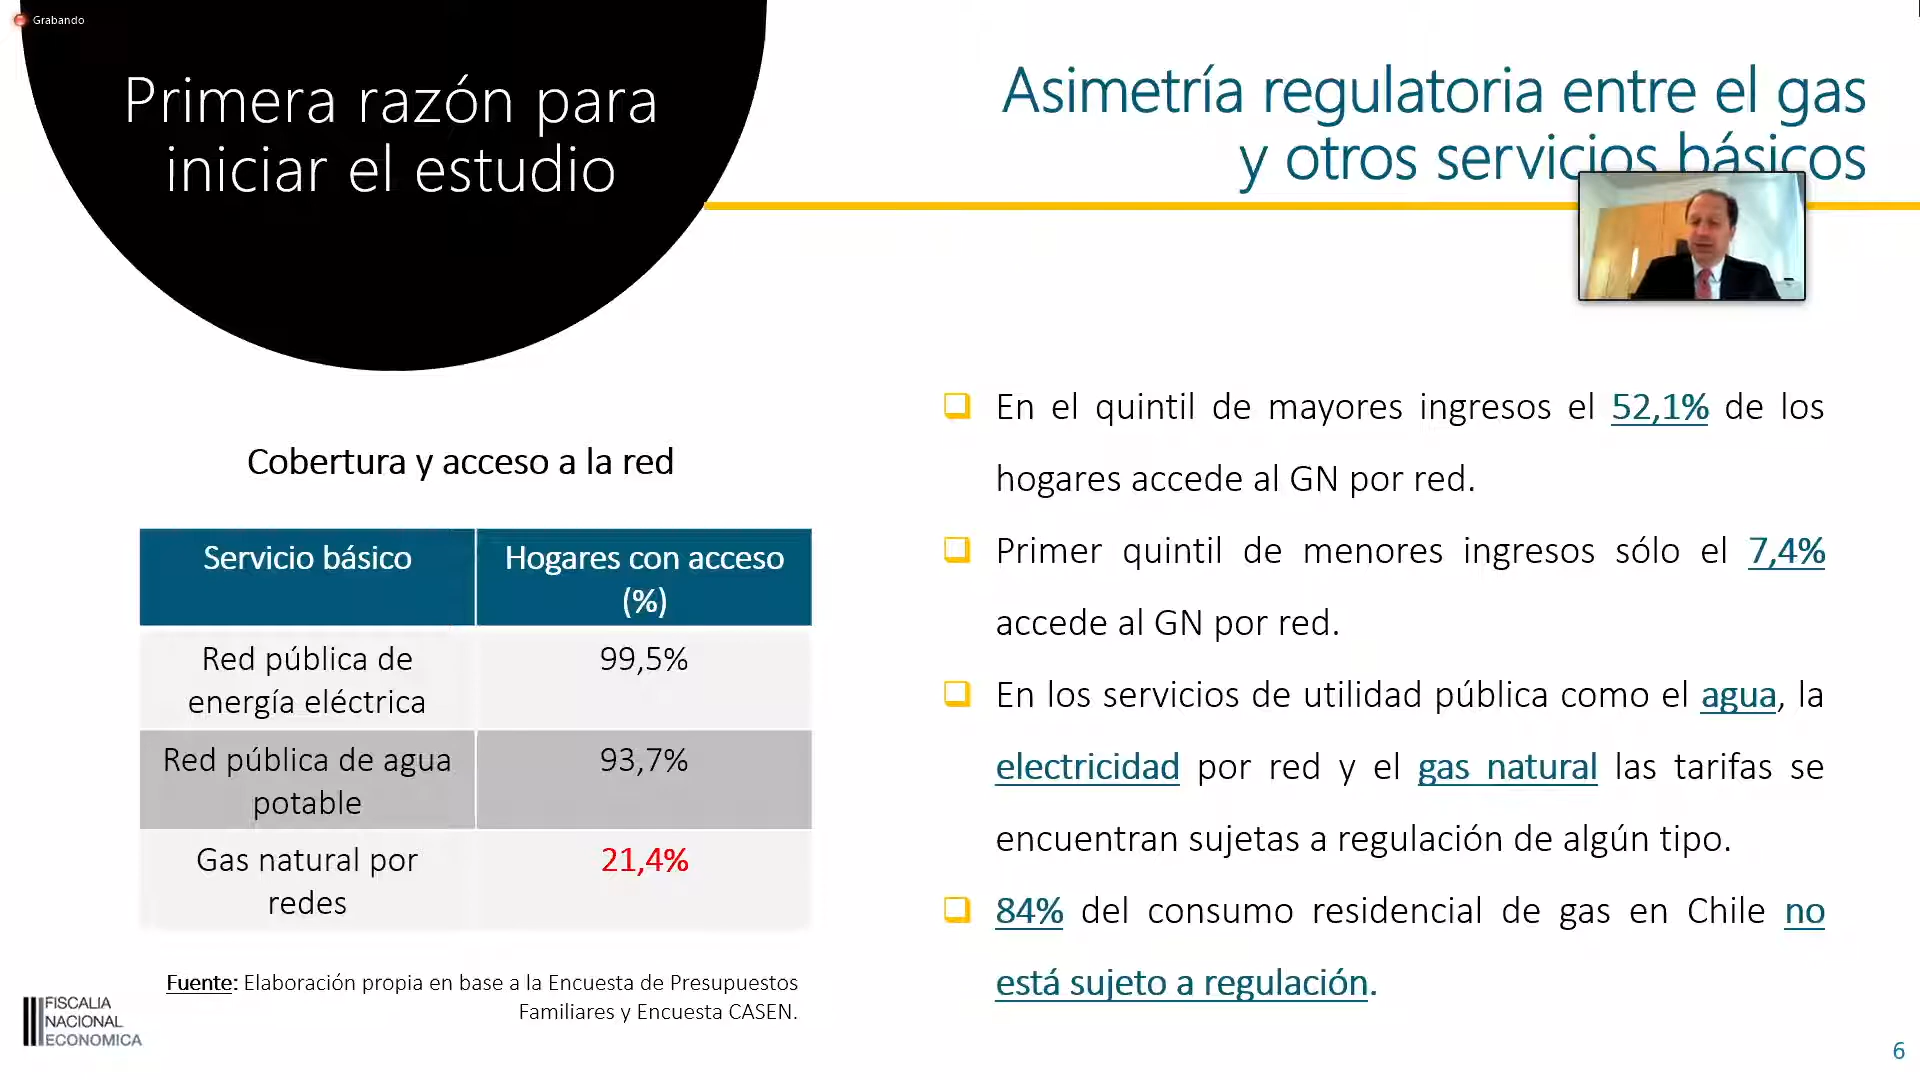 Grabando
Primera razón para
iniciar el estudio
Asimetría regulatoria entre el gas
y otros servicios básicos
Cobertura y acceso a la red
Servicio básico
Hogares con acceso
(%)
Red pública de
energía eléctrica
99,5%
Red pública de agua
potable
93,7%
Gas natural por
redes
21,4%
Fuente: Elaboración propia en base a la Encuesta de Presupuestos
Familiares y Encuesta CASEN.
En el quintil de mayores ingresos el 52,1% de los
hogares accede al GN por red.
Primer quintil de menores ingresos sólo el 7,4%
accede al GN por red.
En los servicios de utilidad pública como el agua, la
electricidad por red y el gas natural las tarifas se
encuentran sujetas a regulación de algún tipo.
84% del consumo residencial de gas en Chile no
está sujeto a regulación.
FISCALIA
NACIONAL
ECONOMICA
6